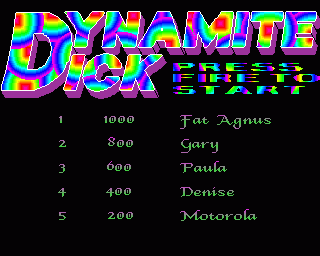 DYNAMITE
DiCK
PRESS
FIRE TO
START
1 1000 Fat Agnus
2 800 Gary
3 600 Paula
4 400 Denise
5 200 Motorola